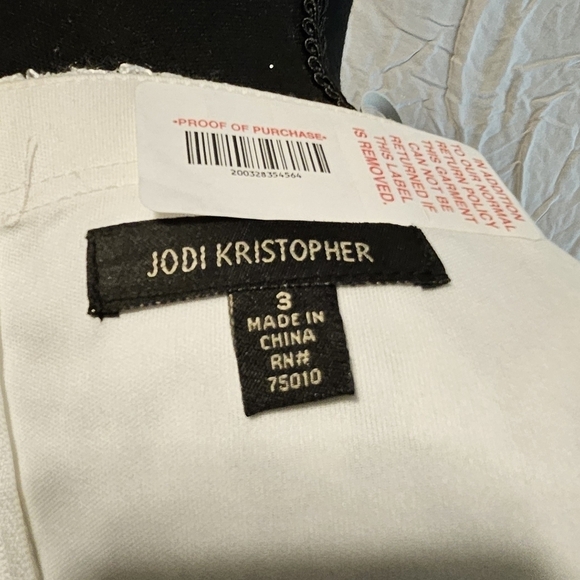 •PROOF OF PURCHASE•
200328354564
IN ADDITION
TO OUR NORMAL
RETURN POLICY
THIS GARMENT
CAN NOT BE
RETURNED IF
THIS LABEL
IS REMOVED.
JODI KRISTOPHER
3
MADE IN
CHINA
RN#
75010